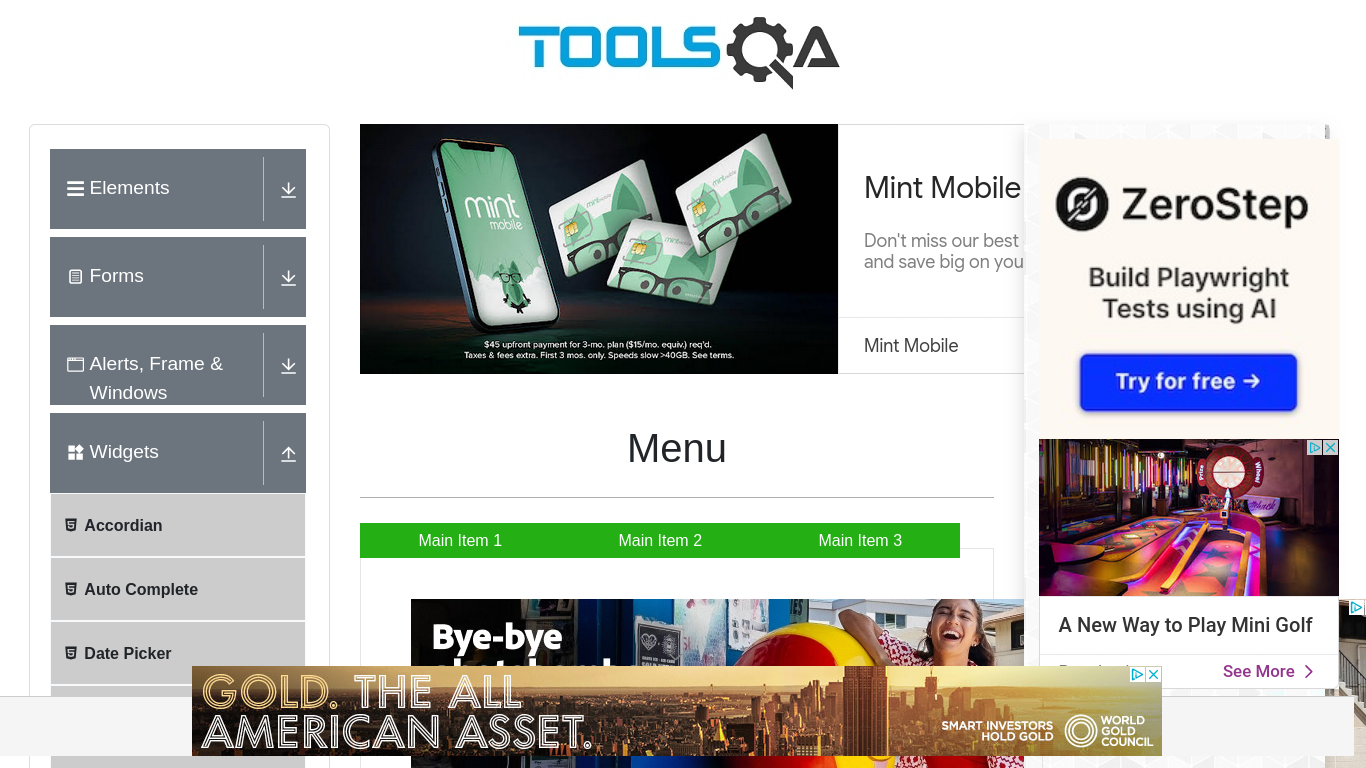 TOOLSQA
Elements
Forms
Alerts, Frame &
Windows
Widgets
Accordian
Auto Complete
Date Picker
mint
mobile
$45 upfront payment for 3-mo. plan ($15/mo. equiv.) req'd.
Taxes & fees extra. First 3 mos. only. Speeds slow >40GB. See terms.
Mint Mobile
Don't miss our best
and save big on you
Mint Mobile
Menu
Main Item 1
Main Item 2
Main Item 3
Bye-bye
ZeroStep
Build Playwright
Tests using AI
Try for free →
A New Way to Play Mini Golf
See More
GOLD. THE ALL
AMERICAN ASSET.
SMART INVESTORS
HOLD GOLD
WORLD
GOLD
COUNCIL